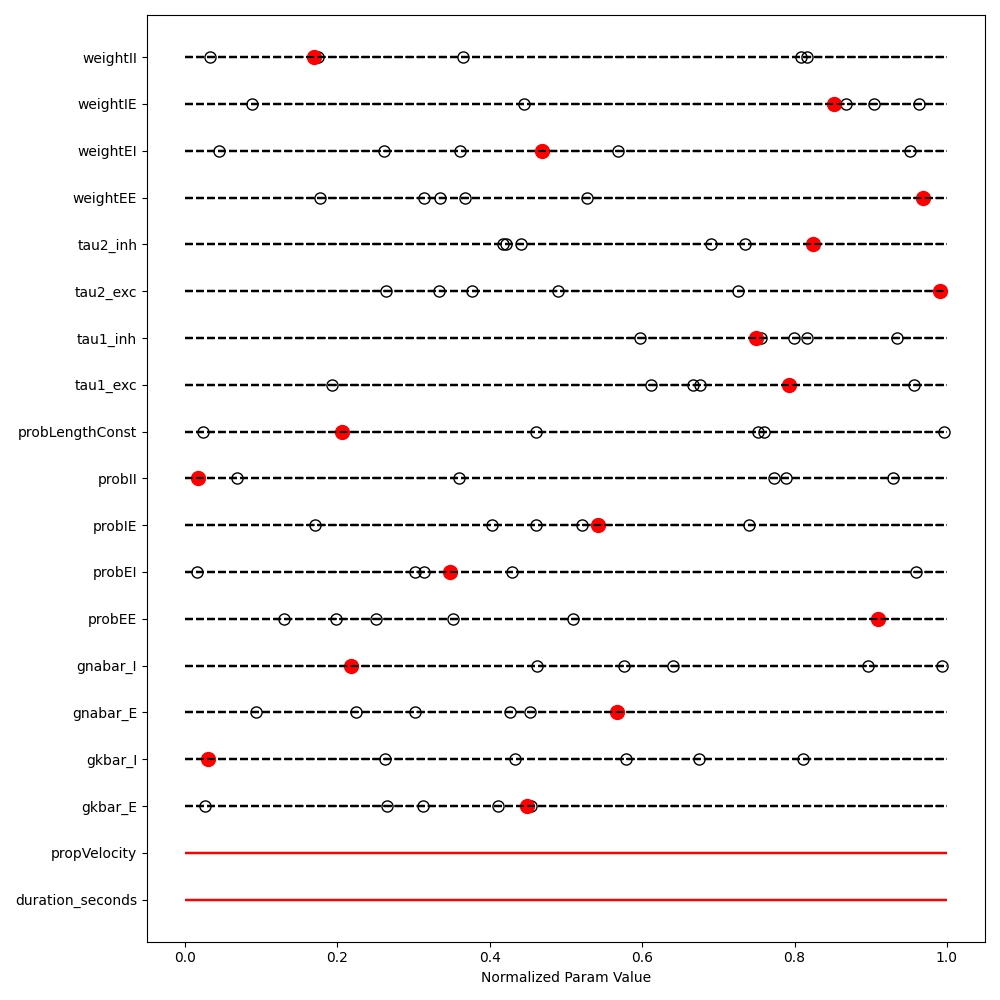 weightII
weightIE
weightEI
weightEE
tau2_inh
tau2_exc
tau1_inh
tau1_exc
probLengthConst
probII
probIE
probEI
probEE
gnabar_I
gnabar_E
gkbar_I
gkbar_E
propVelocity
duration_seconds
0.0 0.2 0.4 0.6 0.8 1.0
Normalized Param Value